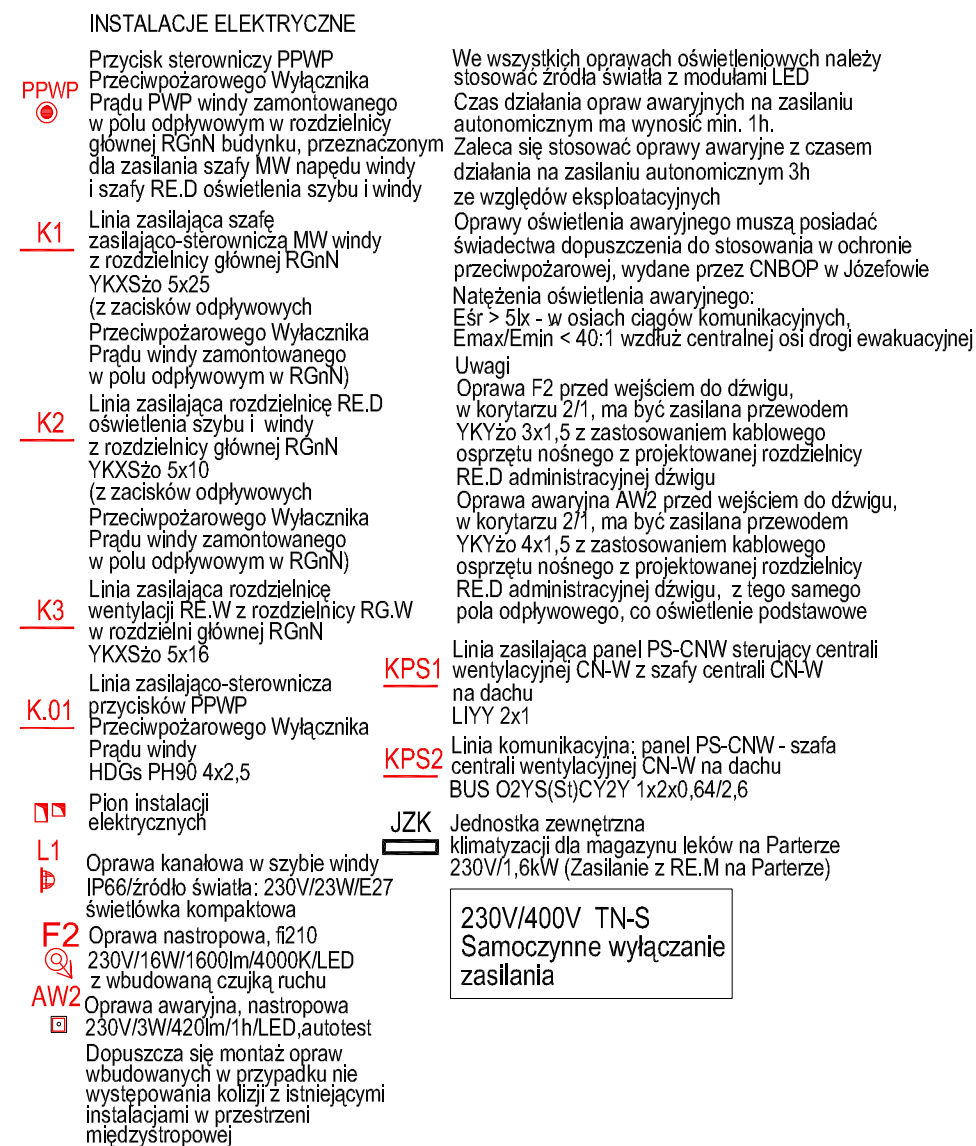 INSTALACJE ELEKTRYCZNE
PPWP
Przycisk sterowniczy PPWP
Przeciwpożarowego Wyłącznika
Prądu PWP windy zamontowanego
w polu odpływowym w rozdzielnicy
głównej RGnN budynku, przeznaczonym
dla zasilania szafy MW napędu windy
i szafy RE.D oświetlenia szybu i windy
K1
Linia zasilająca szafę
zasilająco-sterowniczą MW windy
z rozdzielnicy głównej RGnN
YKXSżo 5x25
(z zacisków odpływowych
Przeciwpożarowego Wyłacznika
Prądu windy zamontowanego
w polu odpływowym w RGnN)
K2
Linia zasilająca rozdzielnicę RE.D
oświetlenia szybu i windy
z rozdzielnicy głównej RGnN
YKXSżo 5x10
(z zacisków odpływowych
Przeciwpożarowego Wyłacznika
Prądu windy zamontowanego
w polu odpływowym w RGnN)
K3
Linia zasilająca rozdzielnicę
wentylacji RE.W z rozdzielnicy RG.W
w rozdzielni głównej RGnN
YKXSżo 5x16
K.01
Linia zasilająco-sterownicza
przycisków PPWP
Przeciwpożarowego Wyłącznika
Prądu windy
HDGs PH90 4x2,5
Pion instalacji
elektrycznych
L1
Oprawa kanałowa w szybie windy
IP66/źródło światła: 230V/23W/E27
świetlówka kompaktowa
F2
Oprawa nastropowa, fi210
230V/16W/1600lm/4000K/LED
z wbudowaną czujką ruchu
AW2
Oprawa awaryjna, nastropowa
230V/3W/420lm/1h/LED,autotest
Dopuszcza się montaż opraw
wbudowanych w przypadku nie
występowania kolizji z istniejącymi
instalacjami w przestrzeni
międzystropowej
We wszystkich oprawach oświetleniowych należy
stosować źródła światła z modułami LED
Czas działania opraw awaryjnych na zasilaniu
autonomicznym ma wynosić min. 1h.
Zaleca się stosować oprawy awaryjne z czasem
działania na zasilaniu autonomicznym 3h
ze względów eksploatacyjnych
Oprawy oświetlenia awaryjnego muszą posiadać
świadectwa dopuszczenia do stosowania w ochronie
przeciwpożarowej, wydane przez CNBOP w Józefowie
Natężenia oświetlenia awaryjnego:
Eśr > 5lx - w osiach ciągów komunikacyjnych,
Emax/Emin < 40:1 wzdłuż centralnej osi drogi ewakuacyjnej
Uwagi
Oprawa F2 przed wejściem do dźwigu,
w korytarzu 2/1, ma być zasilana przewodem
YKYżo 3x1,5 z zastosowaniem kablowego
osprzętu nośnego z projektowanej rozdzielnicy
RE.D administracyjnej dźwigu
Oprawa awaryjna AW2 przed wejściem do dźwigu,
w korytarzu 2/1, ma być zasilana przewodem
YKYżo 4x1,5 z zastosowaniem kablowego
osprzętu nośnego z projektowanej rozdzielnicy
RE.D administracyjnej dźwigu, z tego samego
pola odpływowego, co oświetlenie podstawowe
KPS1
Linia zasilająca panel PS-CNW sterujący centrali
wentylacyjnej CN-W z szafy centrali CN-W
na dachu
LIYY 2x1
KPS2
Linia komunikacyjna: panel PS-CNW - szafa
centrali wentylacyjnej CN-W na dachu
BUS O2YS(St)CY2Y 1x2x0,64/2,6
JZK
Jednostka zewnętrzna
klimatyzacji dla magazynu leków na Parterze
230V/1,6kW (Zasilanie z RE.M na Parterze)
230V/400V TN-S
Samoczynne wyłączanie
zasilania